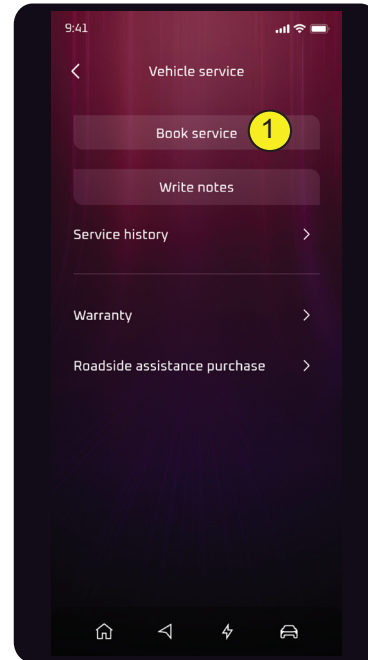 9:41
Vehicle service
Book service 1
Write notes
Service history
Warranty
Roadside assistance purchase